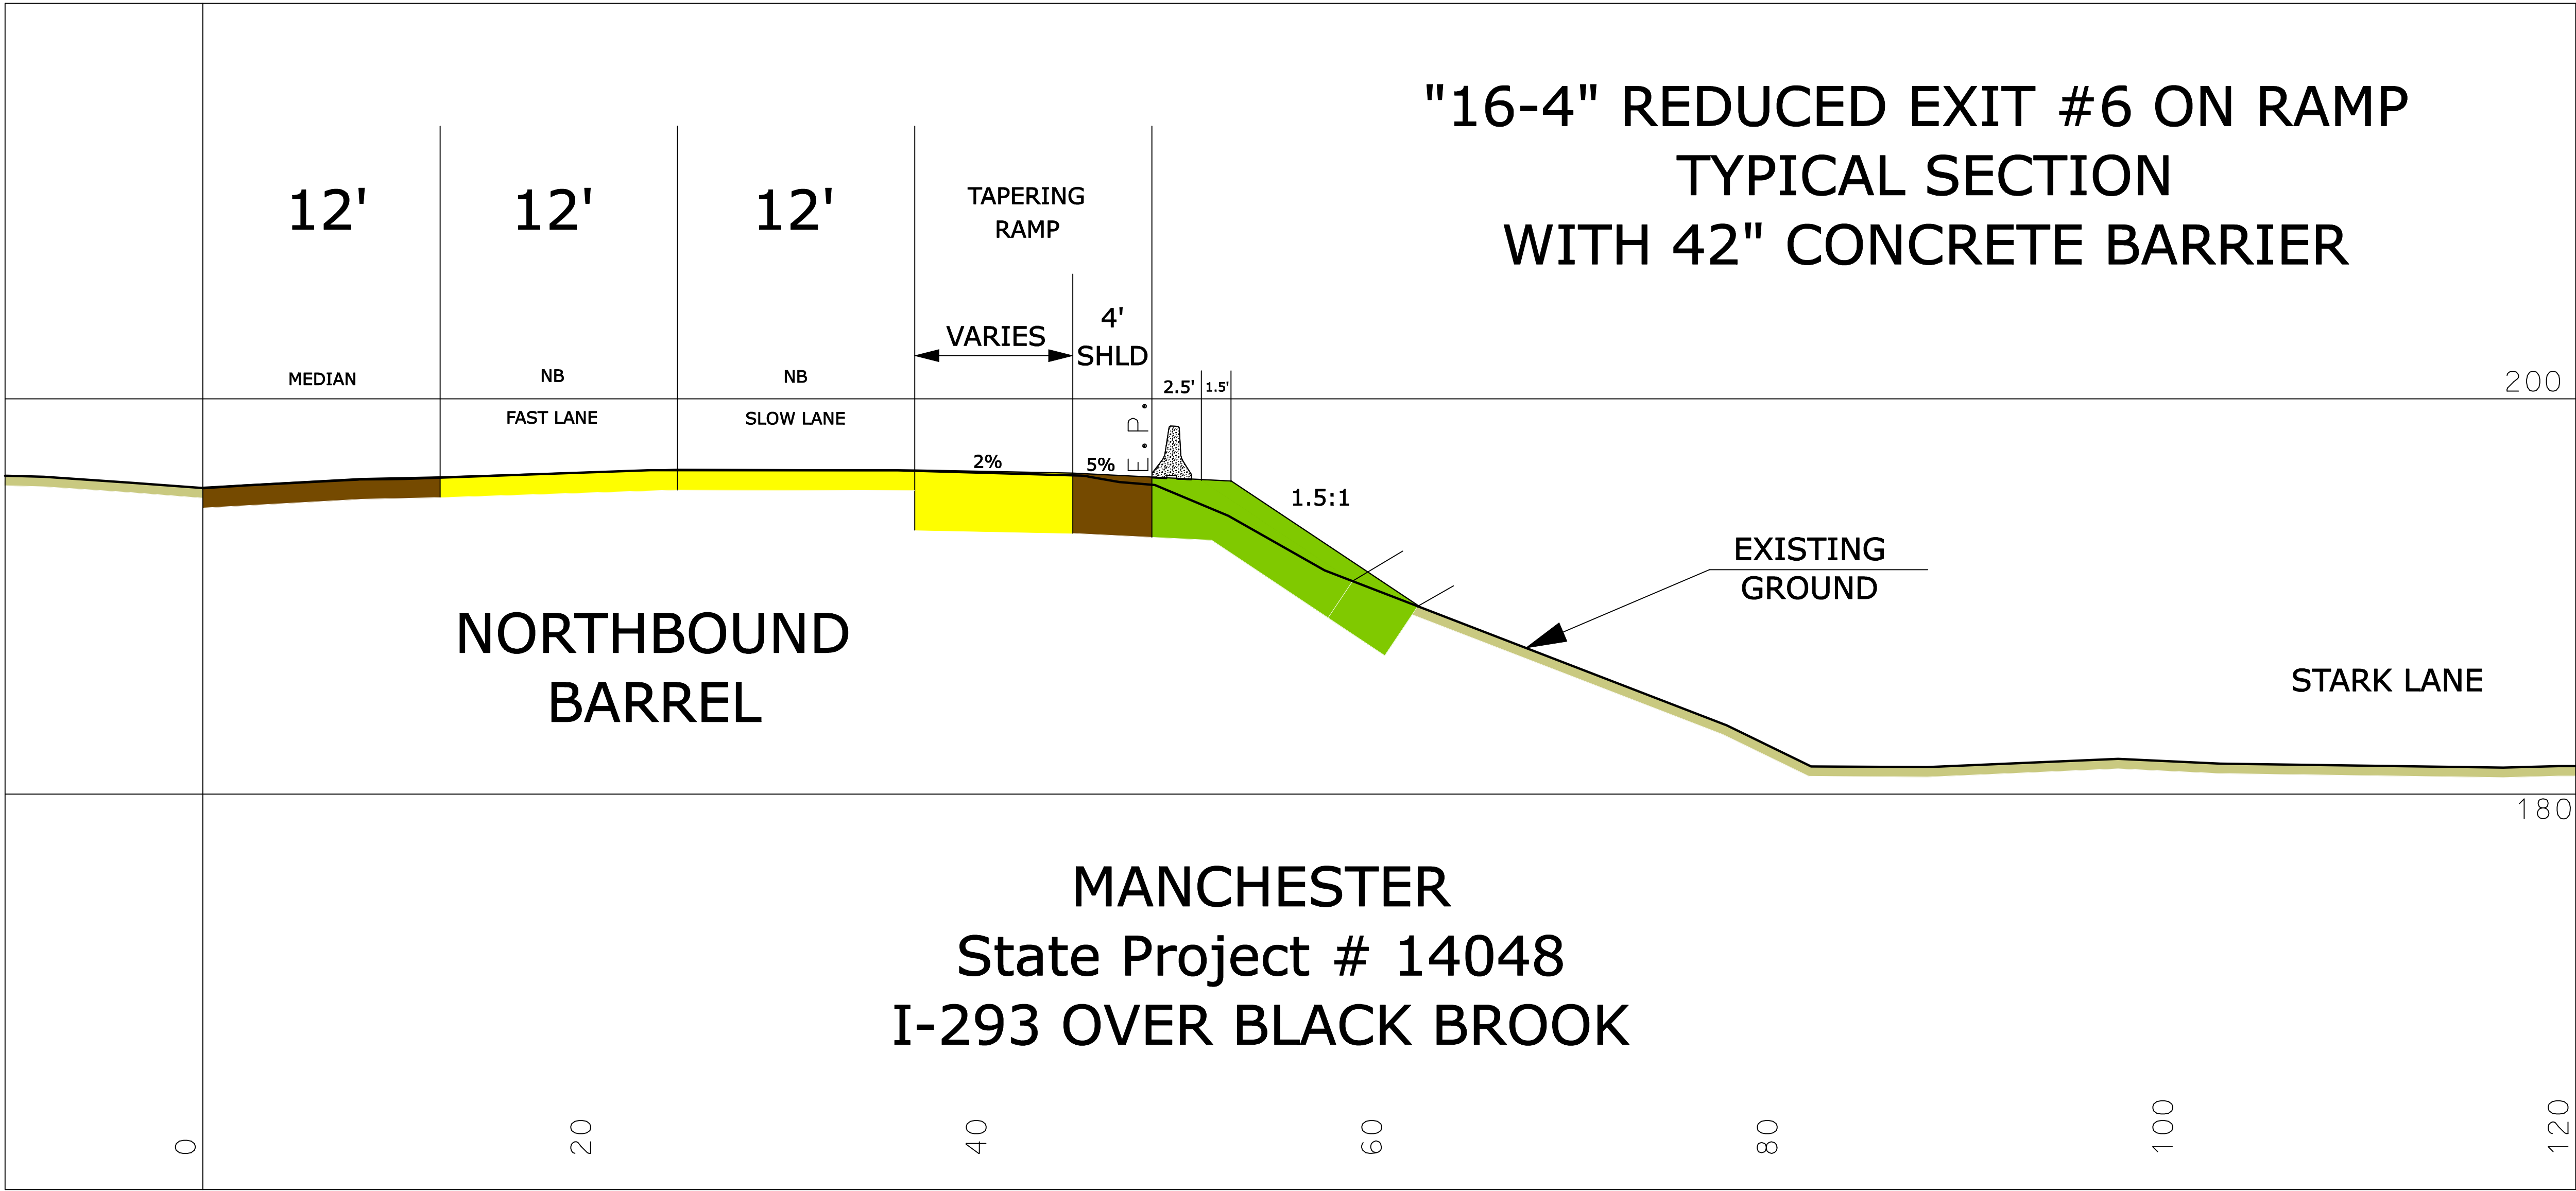 "16-4" REDUCED EXIT #6 ON RAMP
TYPICAL SECTION
WITH 42" CONCRETE BARRIER
12'
12'
12'
TAPERING
RAMP
VARIES
4'
SHLD
MEDIAN
NB
FAST LANE
NB
SLOW LANE
2.5'
1.5'
200
E.P.
2%
5%
1.5:1
EXISTING
GROUND
NORTHBOUND
BARREL
STARK LANE
180
MANCHESTER
State Project # 14048
I-293 OVER BLACK BROOK
0
20
40
60
80
100
120